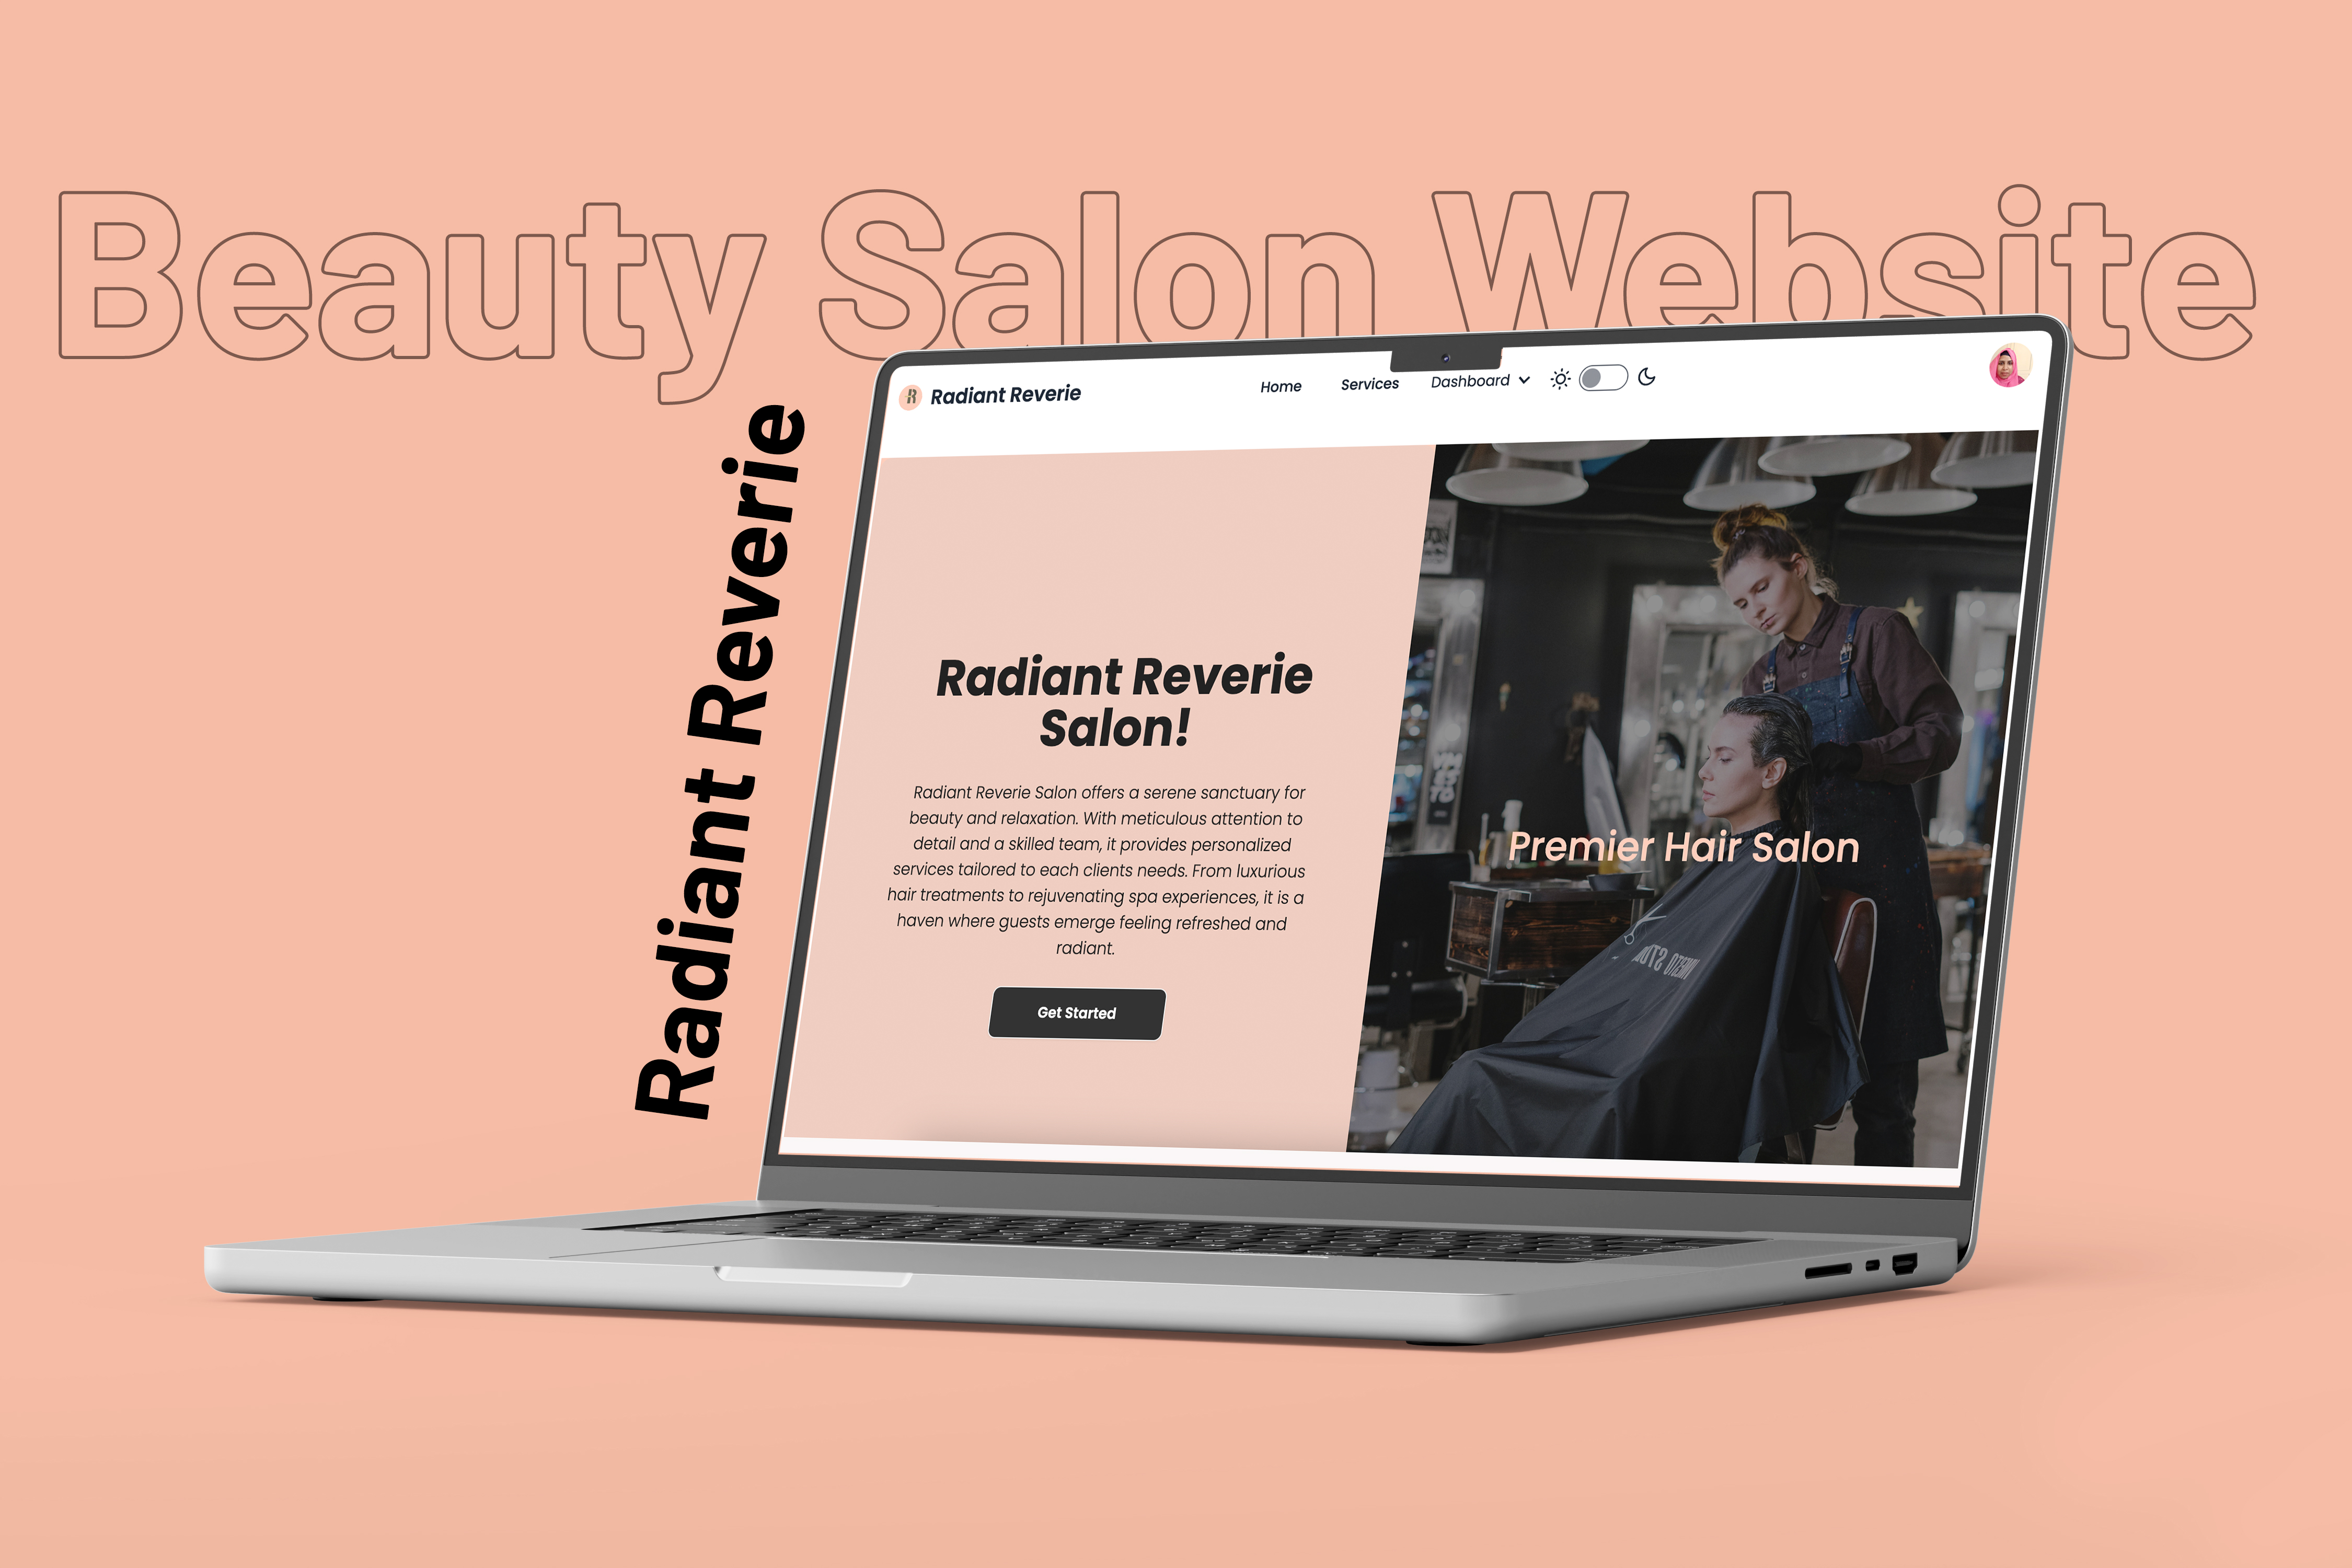 Beauty Salon Website
Radiant Reverie
R
Radiant Reverie
Home
Services
Dashboard
Radiant Reverie
Salon!
Radiant Reverie Salon offers a serene sanctuary for
beauty and relaxation. With meticulous attention to
detail and a skilled team, it provides personalized
services tailored to each clients needs. From luxurious
hair treatments to rejuvenating spa experiences, it is a
haven where guests emerge feeling refreshed and
radiant.
Get Started
Premier Hair Salon